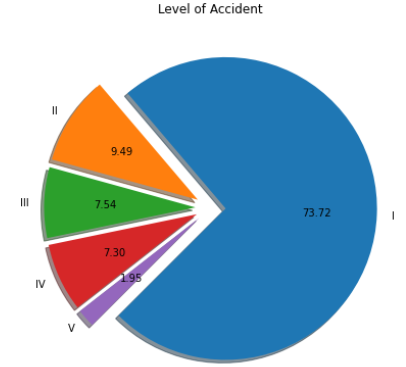 Level of Accident
II
9.49
III
7.54
73.72
I
IV
7.30
1.95
V